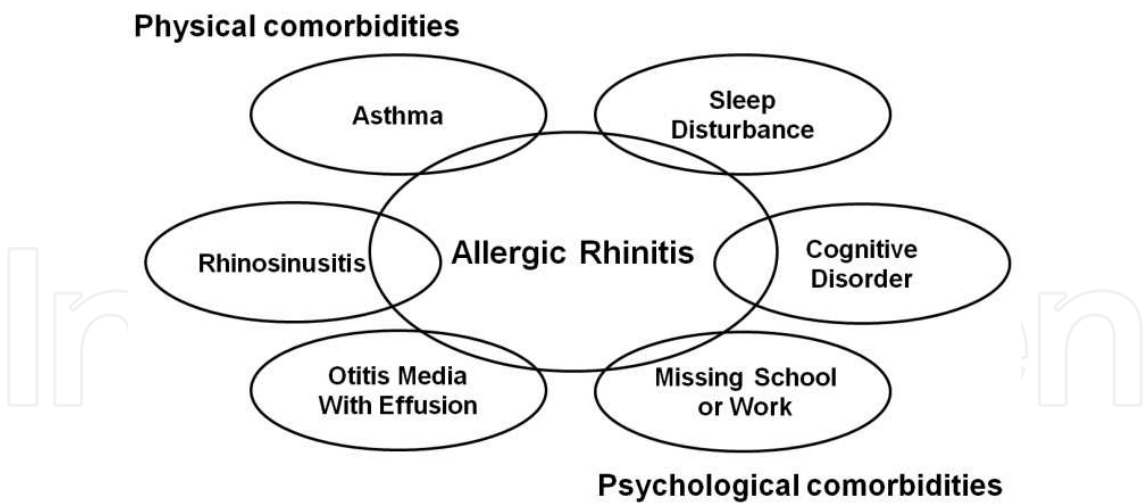 Physical comorbidities
Asthma
Sleep
Disturbance
Rhinosinusitis
Allergic Rhinitis
Cognitive
Disorder
Otitis Media
With Effusion
Missing School
or Work
Psychological comorbidities